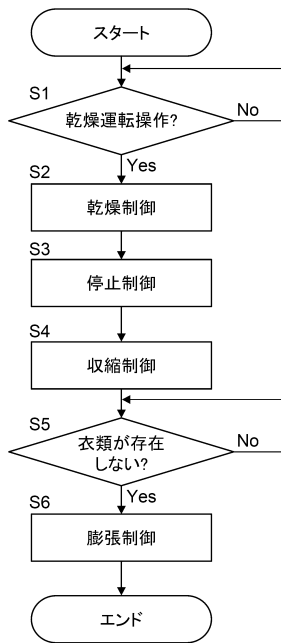 スタート
S1
乾燥運転操作?
No
Yes
S2
乾燥制御
S3
停止制御
S4
収縮制御
S5
衣類が存在
しない?
No
Yes
S6
膨張制御
エンド